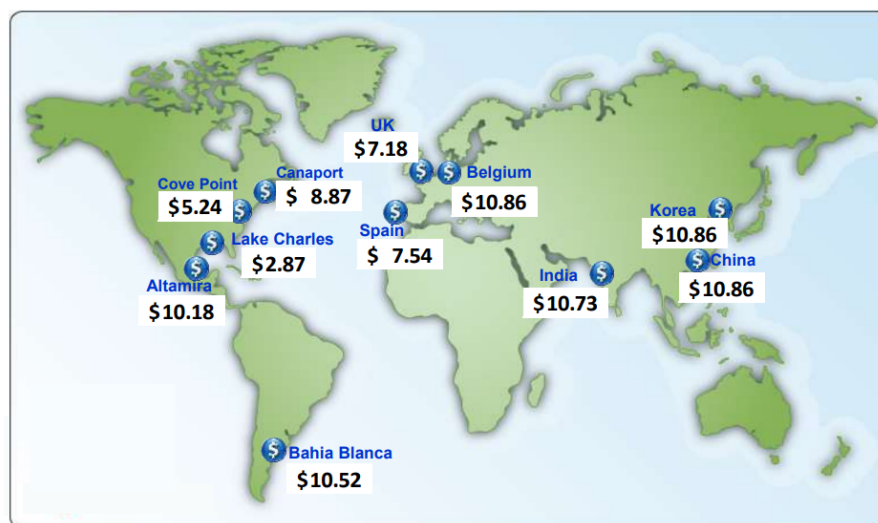 UK
$7.18
Cove Point
$5.24
Canaport
$ 8.87
Belgium
$10.86
Lake Charles
$2.87
Spain
$ 7.54
Korea
$10.86
China
$10.86
India
$10.73
Altamira
$10.18
Bahia Blanca
$10.52